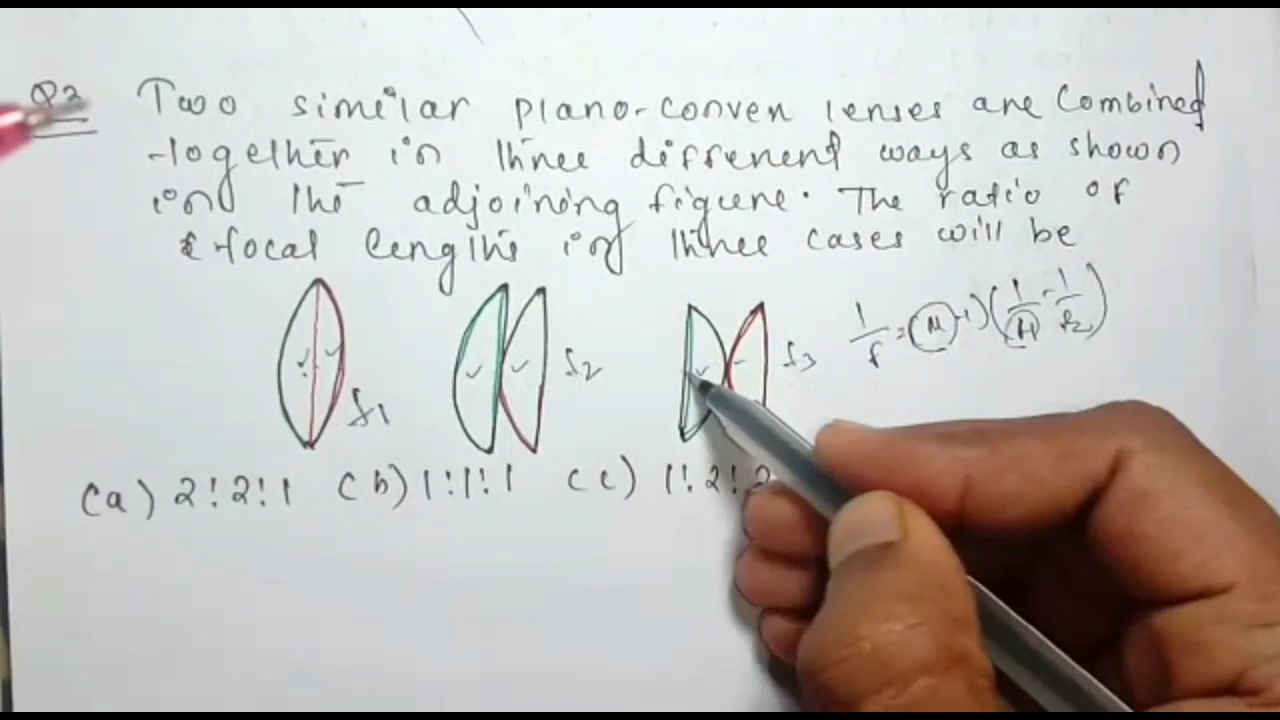 Q2
Two similar plano-conven lenses are combined
-together in three different ways as shown
in the adjoining figure. The ratio of
focal lengths in three cases will be
f1
f2
f3
1/f = (μ-1)(1/R1 - 1/R2)
(a) 2:2:1 (b) 1:1:1 (c) 1:2:2